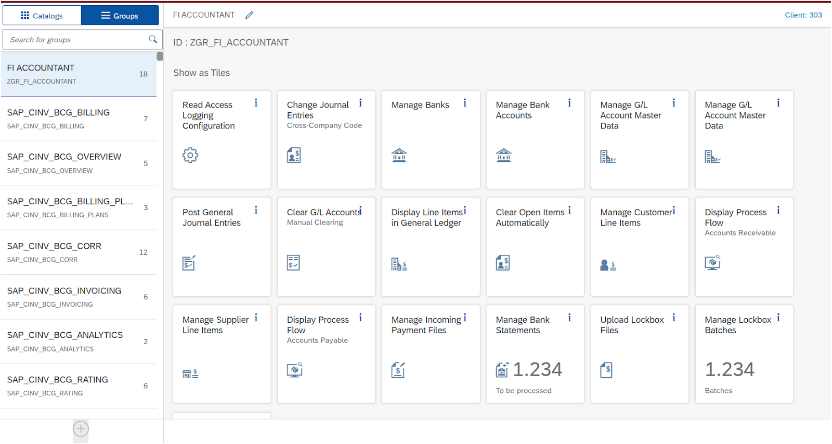 Catalogs
Groups
Search for groups
FI ACCOUNTANT
18
ZGR_FI_ACCOUNTANT
SAP_CINV_BCG_BILLING
7
SAP_CINV_BCG_BILLING
SAP_CINV_BCG_OVERVIEW
5
SAP_CINV_BCG_OVERVIEW
SAP_CINV_BCG_BILLING_PL...
3
SAP_CINV_BCG_BILLING_PLANS
SAP_CINV_BCG_CORR
12
SAP_CINV_BCG_CORR
SAP_CINV_BCG_INVOICING
6
SAP_CINV_BCG_INVOICING
SAP_CINV_BCG_ANALYTICS
2
SAP_CINV_BCG_ANALYTICS
SAP_CINV_BCG_RATING
6
SAP_CINV_BCG_RATING
FI ACCOUNTANT
Client: 303
ID : ZGR_FI_ACCOUNTANT
Show as Tiles
Read Access
Logging
Configuration
Change Journal
Entries
Cross-Company Code
Manage Banks
Manage Bank
Accounts
Manage G/L
Account Master
Data
Manage G/L
Account Master
Data
Post General
Journal Entries
Clear G/L Accounts
Manual Clearing
Display Line Items
in General Ledger
Clear Open Items
Automatically
Manage Customer
Line Items
Display Process
Flow
Accounts Receivable
Manage Supplier
Line Items
Display Process
Flow
Accounts Payable
Manage Incoming
Payment Files
Manage Bank
Statements
1.234
To be processed
Upload Lockbox
Files
Manage Lockbox
Batches
1.234
Batches